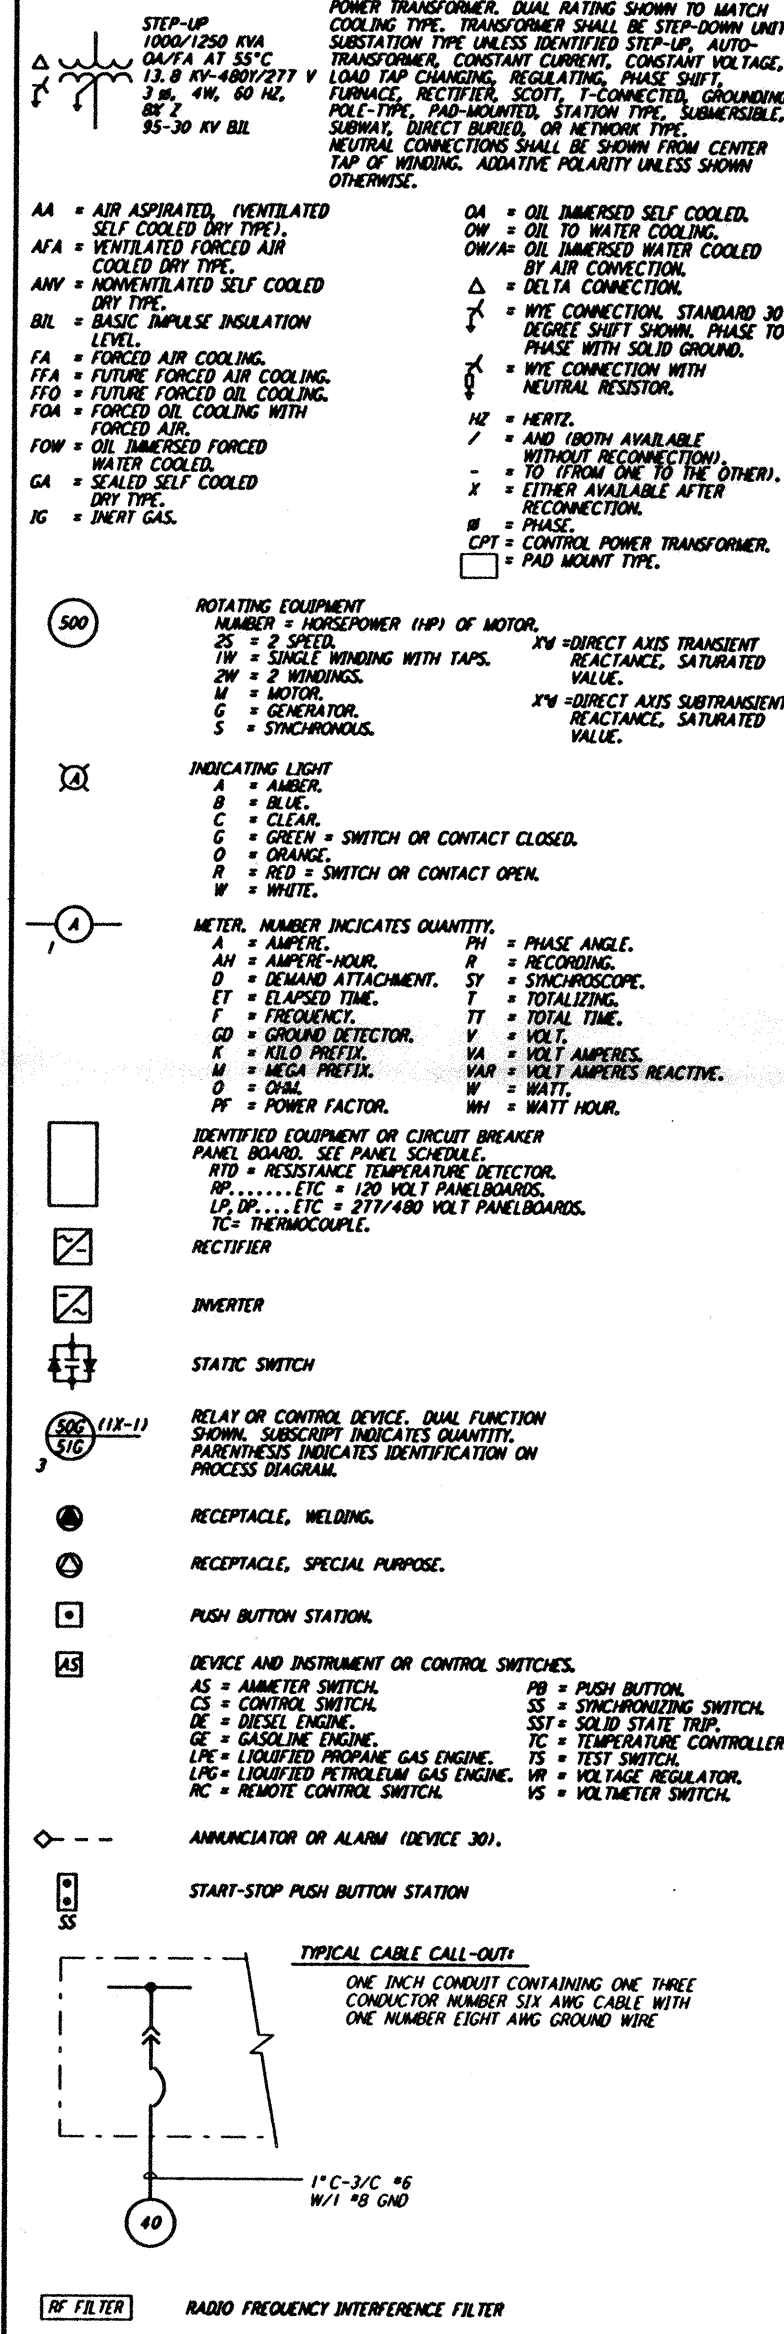 STEP-UP
1000/1250 KVA
OA/FA AT 55°C
13.8 KV-480Y/277 V
3 Ø, 4W, 60 HZ,
8% Z
95-30 KV BIL
POWER TRANSFORMER. DUAL RATING SHOWN TO MATCH
COOLING TYPE. TRANSFORMER SHALL BE STEP-DOWN UNIT
SUBSTATION TYPE UNLESS IDENTIFIED STEP-UP, AUTO-
TRANSFORMER, CONSTANT CURRENT, CONSTANT VOLTAGE,
LOAD TAP CHANGING, REGULATING, PHASE SHIFT,
FURNACE, RECTIFIER, SCOTT, T-CONNECTED, GROUNDING
POLE-TYPE, PAD-MOUNTED, STATION TYPE, SUBMERSIBLE,
SUBWAY, DIRECT BURIED, OR NETWORK TYPE.
NEUTRAL CONNECTIONS SHALL BE SHOWN FROM CENTER
TAP OF WINDING. ADDATIVE POLARITY UNLESS SHOWN
OTHERWISE.
AA = AIR ASPIRATED, (VENTILATED
SELF COOLED DRY TYPE).
AFA = VENTILATED FORCED AIR
COOLED DRY TYPE.
ANV = NONVENTILATED SELF COOLED
DRY TYPE.
BIL = BASIC IMPULSE INSULATION
LEVEL.
FA = FORCED AIR COOLING.
FFA = FUTURE FORCED AIR COOLING.
FFO = FUTURE FORCED OIL COOLING.
FOA = FORCED OIL COOLING WITH
FORCED AIR.
FOW = OIL IMMERSED FORCED
WATER COOLED.
GA = SEALED SELF COOLED
DRY TYPE.
IG = INERT GAS.
OA = OIL IMMERSED SELF COOLED.
OW = OIL TO WATER COOLING.
OW/A= OIL IMMERSED WATER COOLED
BY AIR CONVECTION.
Δ = DELTA CONNECTION.
= WYE CONNECTION. STANDARD 30
DEGREE SHIFT SHOWN. PHASE TO
PHASE WITH SOLID GROUND.
= WYE CONNECTION WITH
NEUTRAL RESISTOR.
HZ = HERTZ.
/ = AND (BOTH AVAILABLE
WITHOUT RECONNECTION).
- = TO (FROM ONE TO THE OTHER).
X = EITHER AVAILABLE AFTER
RECONNECTION.
Ø = PHASE.
CPT = CONTROL POWER TRANSFORMER.
= PAD MOUNT TYPE.
500
ROTATING EQUIPMENT
NUMBER = HORSEPOWER (HP) OF MOTOR.
2S = 2 SPEED.
1W = SINGLE WINDING WITH TAPS.
2W = 2 WINDINGS.
M = MOTOR.
G = GENERATOR.
S = SYNCHRONOUS.
X'd =DIRECT AXIS TRANSIENT
REACTANCE, SATURATED
VALUE.
X"d =DIRECT AXIS SUBTRANSIENT
REACTANCE, SATURATED
VALUE.
A
INDICATING LIGHT
A = AMBER.
B = BLUE.
C = CLEAR.
G = GREEN = SWITCH OR CONTACT CLOSED.
O = ORANGE.
R = RED = SWITCH OR CONTACT OPEN.
W = WHITE.
A
1
METER. NUMBER INCICATES QUANTITY.
A = AMPERE.
AH = AMPERE-HOUR.
D = DEMAND ATTACHMENT.
ET = ELAPSED TIME.
F = FREQUENCY.
GD = GROUND DETECTOR.
K = KILO PREFIX.
M = MEGA PREFIX.
O = OHM.
PF = POWER FACTOR.
PH = PHASE ANGLE.
R = RECORDING.
SY = SYNCHROSCOPE.
T = TOTALIZING.
TT = TOTAL TIME.
V = VOLT.
VA = VOLT AMPERES.
VAR = VOLT AMPERES REACTIVE.
W = WATT.
WH = WATT HOUR.
IDENTIFIED EQUIPMENT OR CIRCUIT BREAKER
PANEL BOARD. SEE PANEL SCHEDULE.
RTD = RESISTANCE TEMPERATURE DETECTOR.
RP.......ETC = 120 VOLT PANELBOARDS.
LP, DP....ETC = 277/480 VOLT PANELBOARDS.
TC= THERMOCOUPLE.
RECTIFIER
INVERTER
STATIC SWITCH
50G (1X-1)
51G
3
RELAY OR CONTROL DEVICE. DUAL FUNCTION
SHOWN. SUBSCRIPT INDICATES QUANTITY.
PARENTHESIS INDICATES IDENTIFICATION ON
PROCESS DIAGRAM.
RECEPTACLE, WELDING.
RECEPTACLE, SPECIAL PURPOSE.
PUSH BUTTON STATION.
AS
DEVICE AND INSTRUMENT OR CONTROL SWITCHES.
AS = AMMETER SWITCH.
CS = CONTROL SWITCH.
DE = DIESEL ENGINE.
GE = GASOLINE ENGINE.
LPE = LIQUIFIED PROPANE GAS ENGINE.
LPG = LIQUIFIED PETROLEUM GAS ENGINE.
RC = REMOTE CONTROL SWITCH.
PB = PUSH BUTTON.
SS = SYNCHRONIZING SWITCH.
SST = SOLID STATE TRIP.
TC = TEMPERATURE CONTROLLER
TS = TEST SWITCH.
VR = VOLTAGE REGULATOR.
VS = VOLTMETER SWITCH.
ANNUNCIATOR OR ALARM (DEVICE 30).
SS
START-STOP PUSH BUTTON STATION
TYPICAL CABLE CALL-OUT:
ONE INCH CONDUIT CONTAINING ONE THREE
CONDUCTOR NUMBER SIX AWG CABLE WITH
ONE NUMBER EIGHT AWG GROUND WIRE
1" C-3/C #6
W/1 #8 GND
40
RF FILTER
RADIO FREQUENCY INTERFERENCE FILTER